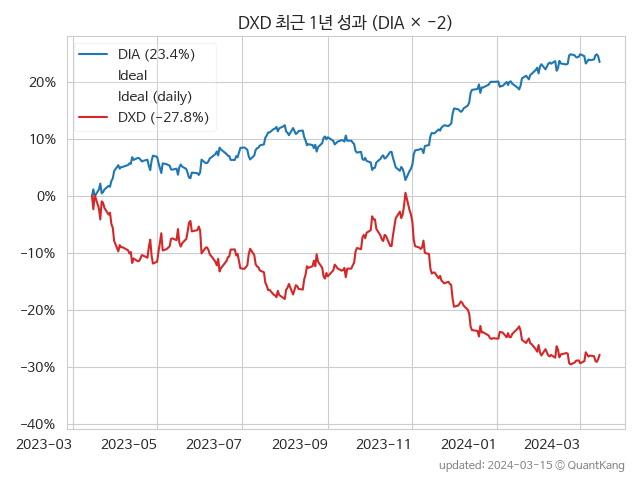 DXD 최근 1년 성과 (DIA × −2)
DIA (23.4%)
Ideal
Ideal (daily)
DXD (−27.8%)
20%
10%
0%
−10%
−20%
−30%
−40%
2023−03 2023−05 2023−07 2023−09 2023−11 2024−01 2024−03
updated: 2024−03−15 © QuantKang